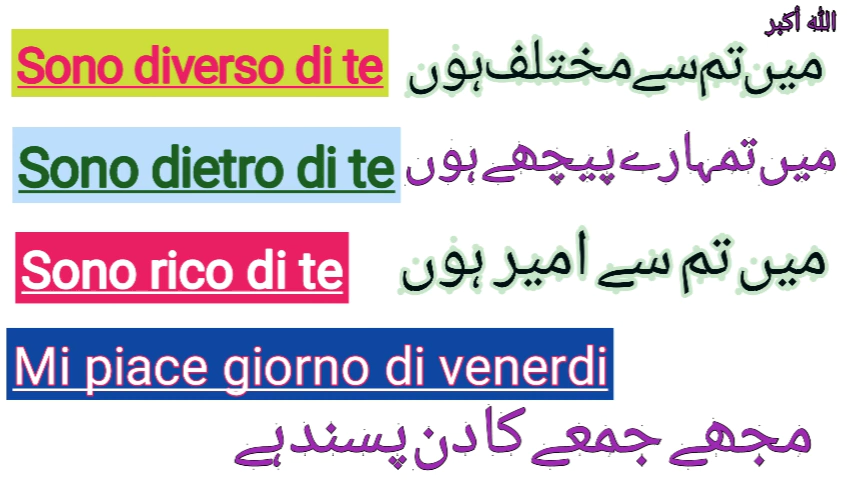 الله أكبر
Sono diverso di te میں تم سے مختلف ہوں
Sono dietro di te میں تمہارے پیچھے ہوں
Sono rico di te میں تم سے امیر ہوں
Mi piace giorno di venerdi
مجھے جمعے کا دن پسند ہے